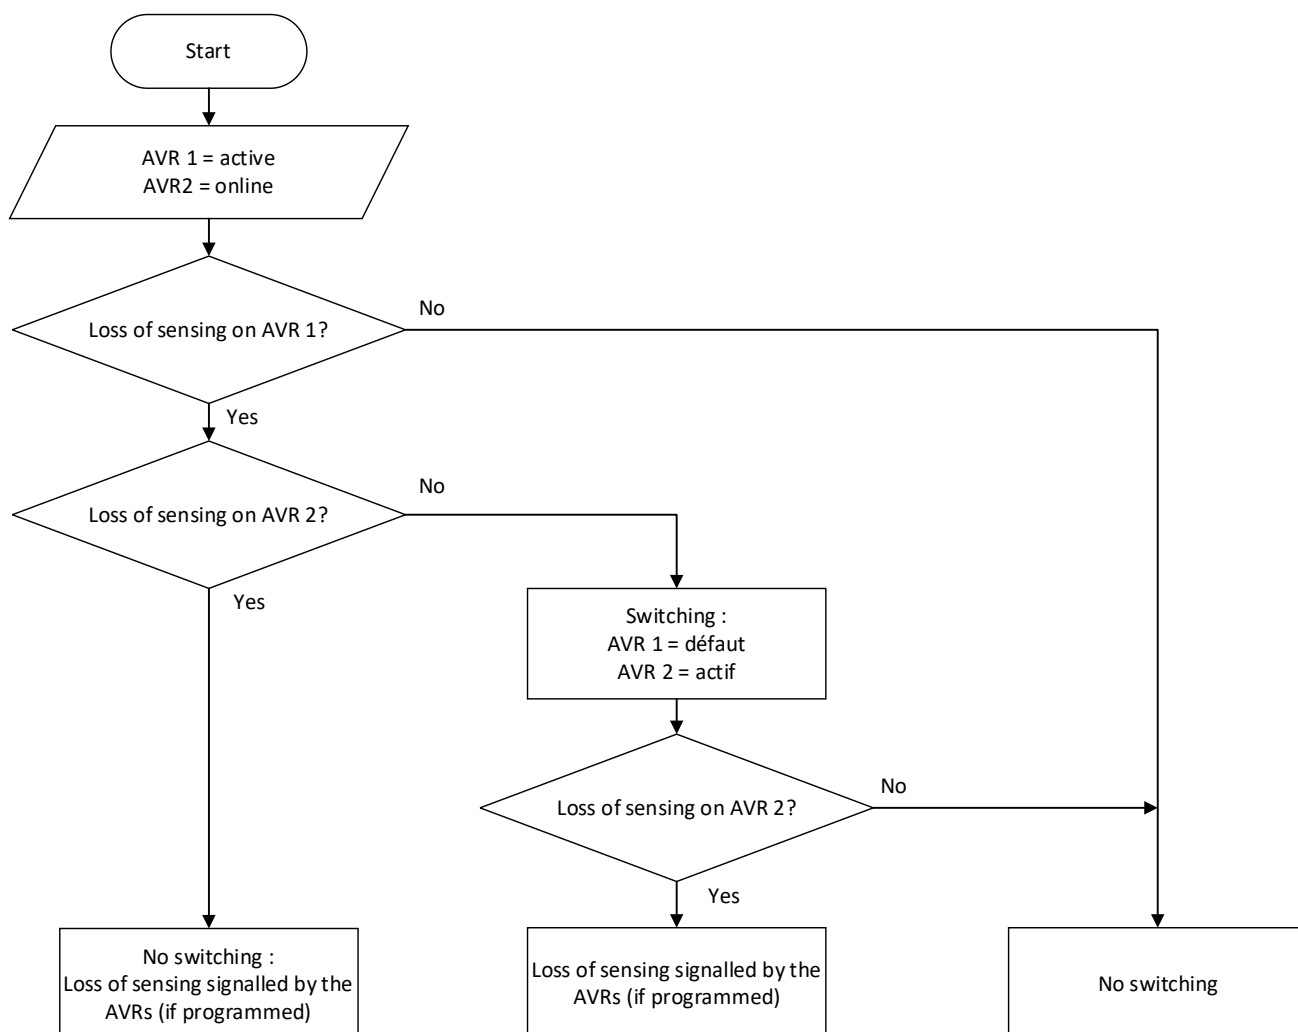 Start
AVR 1 = active
AVR2 = online
Loss of sensing on AVR 1?
No
Yes
Loss of sensing on AVR 2?
No
Yes
Switching :
AVR 1 = défaut
AVR 2 = actif
Loss of sensing on AVR 2?
No
Yes
No switching :
Loss of sensing signalled by the
AVRs (if programmed)
Loss of sensing signalled by the
AVRs (if programmed)
No switching